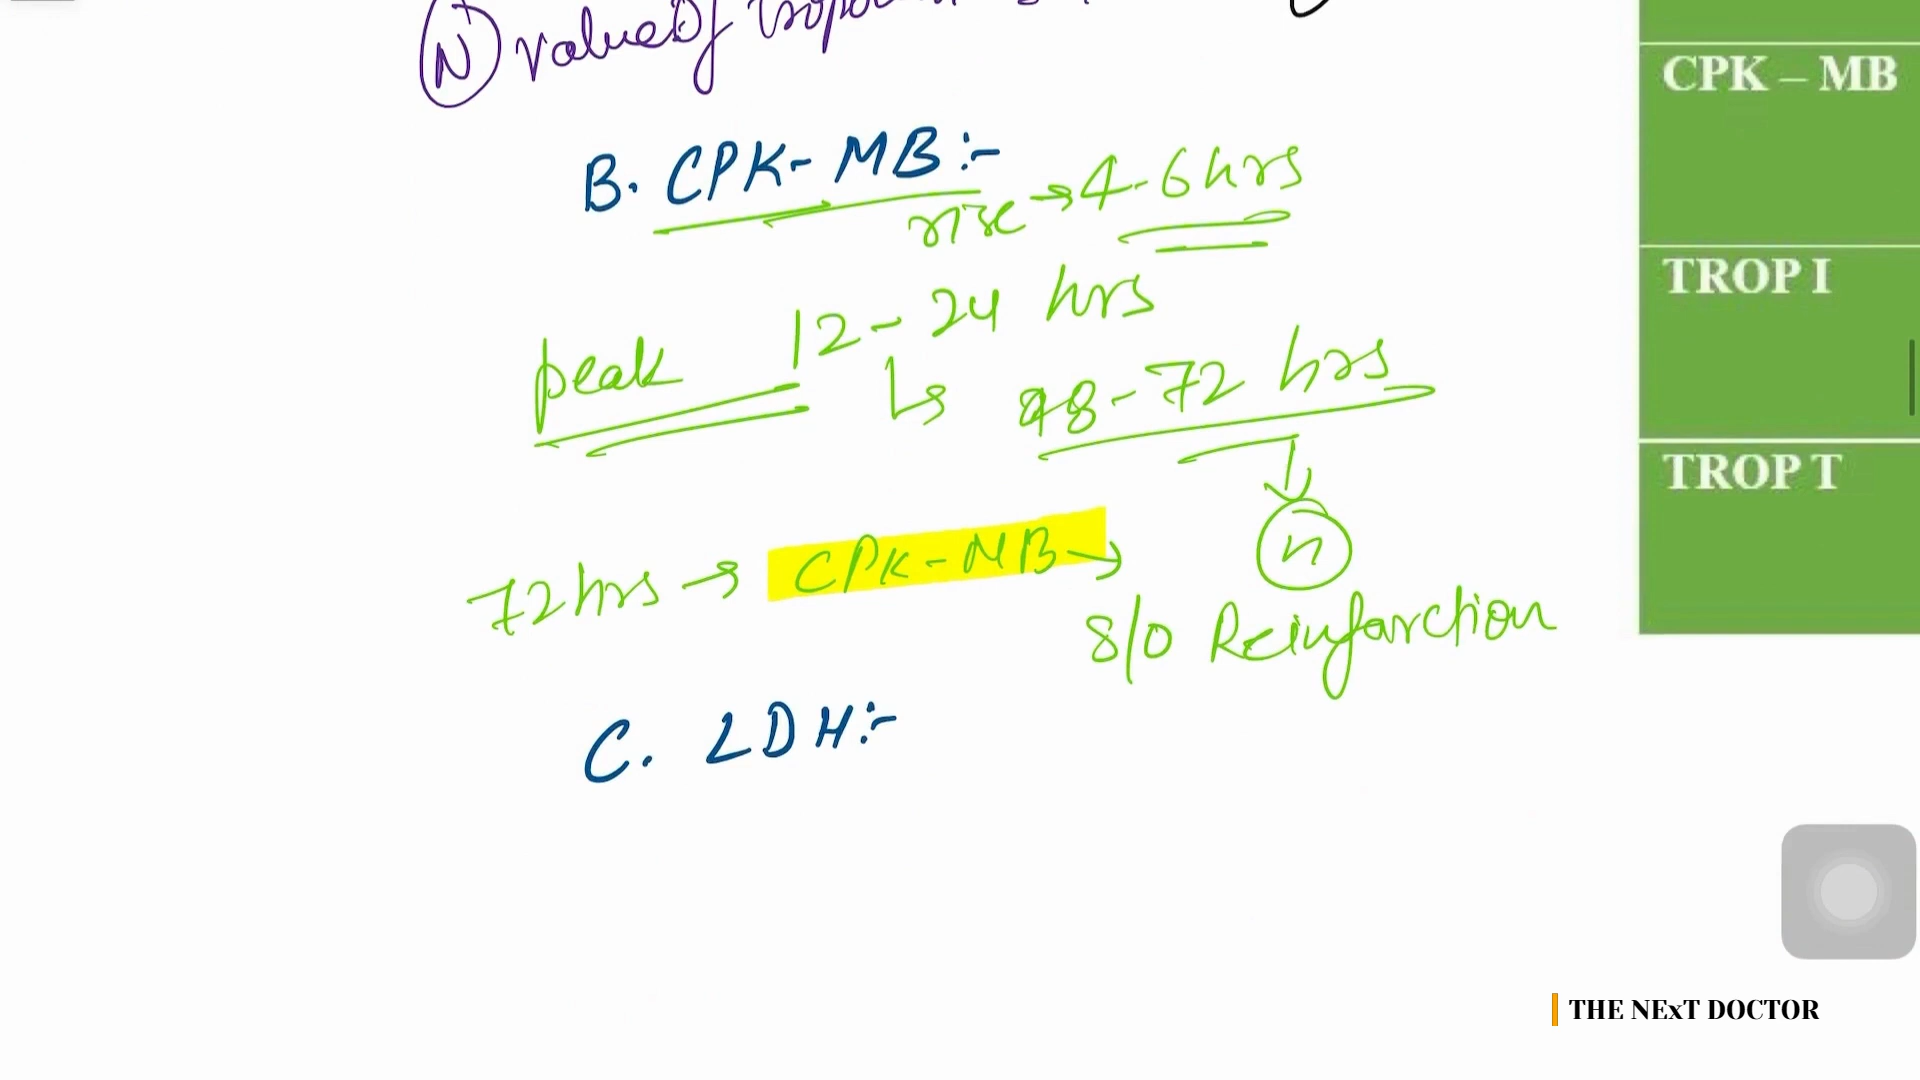 (N) value of
B. CPK-MB:-
rise → 4-6 hrs
peak 12-24 hrs
↳ 48-72 hrs
↓
(n)
72 hrs → CPK-MB →
s/o Reinfarction
C. LDH:-
CPK – MB
TROP I
TROP T
THE NExT DOCTOR